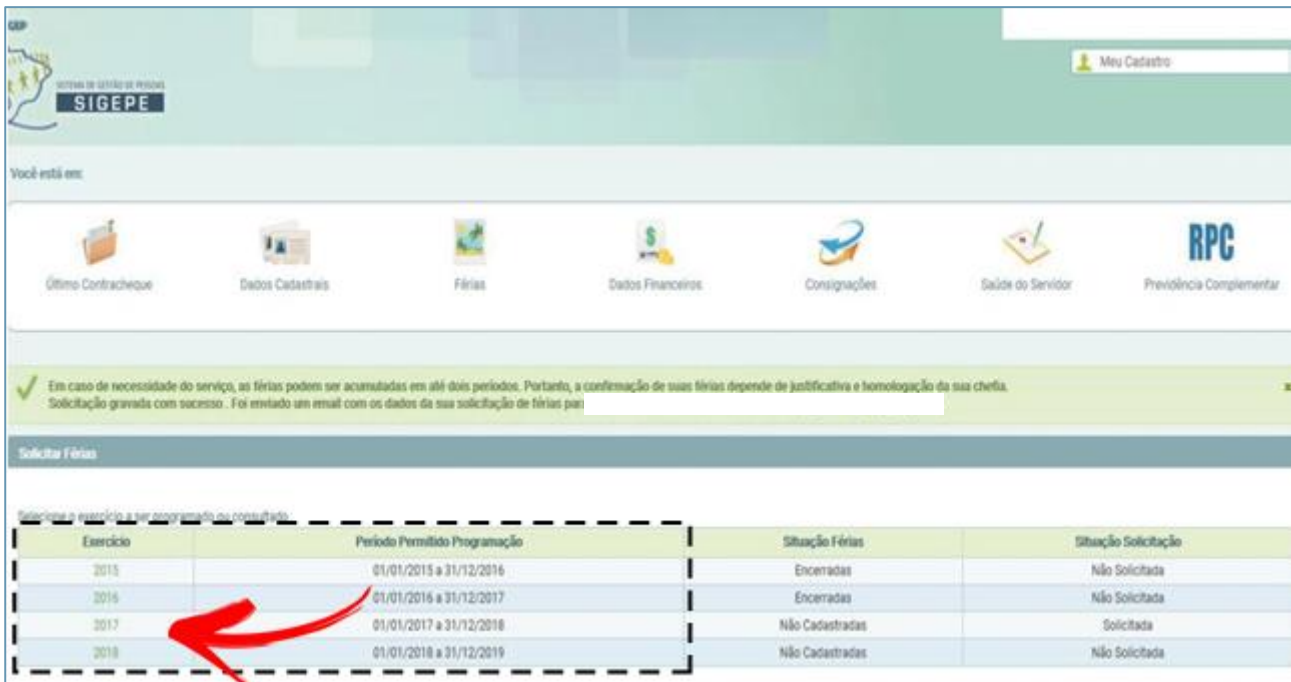 SISTEMA DE GESTÃO DE PESSOAS
SIGEPE
Meu Cadastro
Você está em:
Último Contracheque
Dados Cadastrais
Férias
Dados Financeiros
Consignações
Saúde do Servidor
RPC
Previdência Complementar
Em caso de necessidade do serviço, as férias podem ser acumuladas em até dois períodos. Portanto, a confirmação de suas férias depende de justificativa e homologação da sua chefia.
Solicitação gravada com sucesso . Foi enviado um email com os dados da sua solicitação de férias par
Solicitar Férias
Selecione o exercício a ser programado ou consultado
Exercício Período Permitido Programação Situação Férias Situação Solicitação
2015 01/01/2015 a 31/12/2016 Encerradas Não Solicitada
2016 01/01/2016 a 31/12/2017 Encerradas Não Solicitada
2017 01/01/2017 a 31/12/2018 Não Cadastradas Solicitada
2018 01/01/2018 a 31/12/2019 Não Cadastradas Não Solicitada